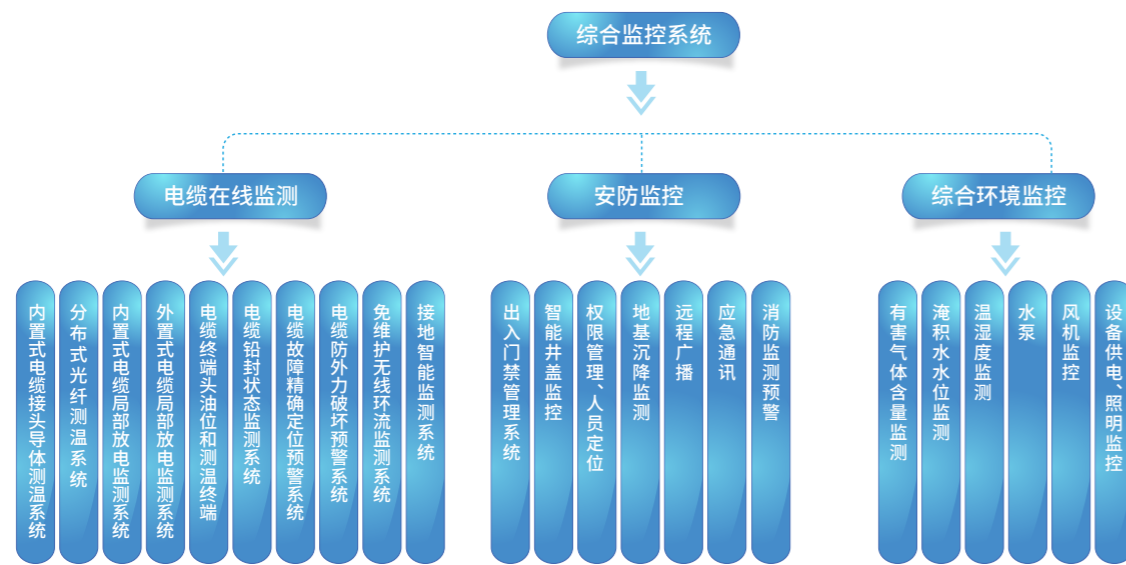 综合监控系统
电缆在线监测
安防监控
综合环境监控
内置式电缆接头导体测温系统
分布式光纤测温系统
内置式电缆局部放电监测系统
外置式电缆局部放电监测系统
电缆终端头油位和测温终端
电缆铅封状态监测系统
电缆故障精确定位预警系统
电缆防外力破坏预警系统
免维护无线环流监测系统
接地智能监测系统
出入门禁管理系统
智能井盖监控
权限管理、人员定位
地基沉降监测
远程广播
应急通讯
消防监测预警
有害气体含量监测
淹积水水位监测
温湿度监测
水泵
风机监控
设备供电、照明监控